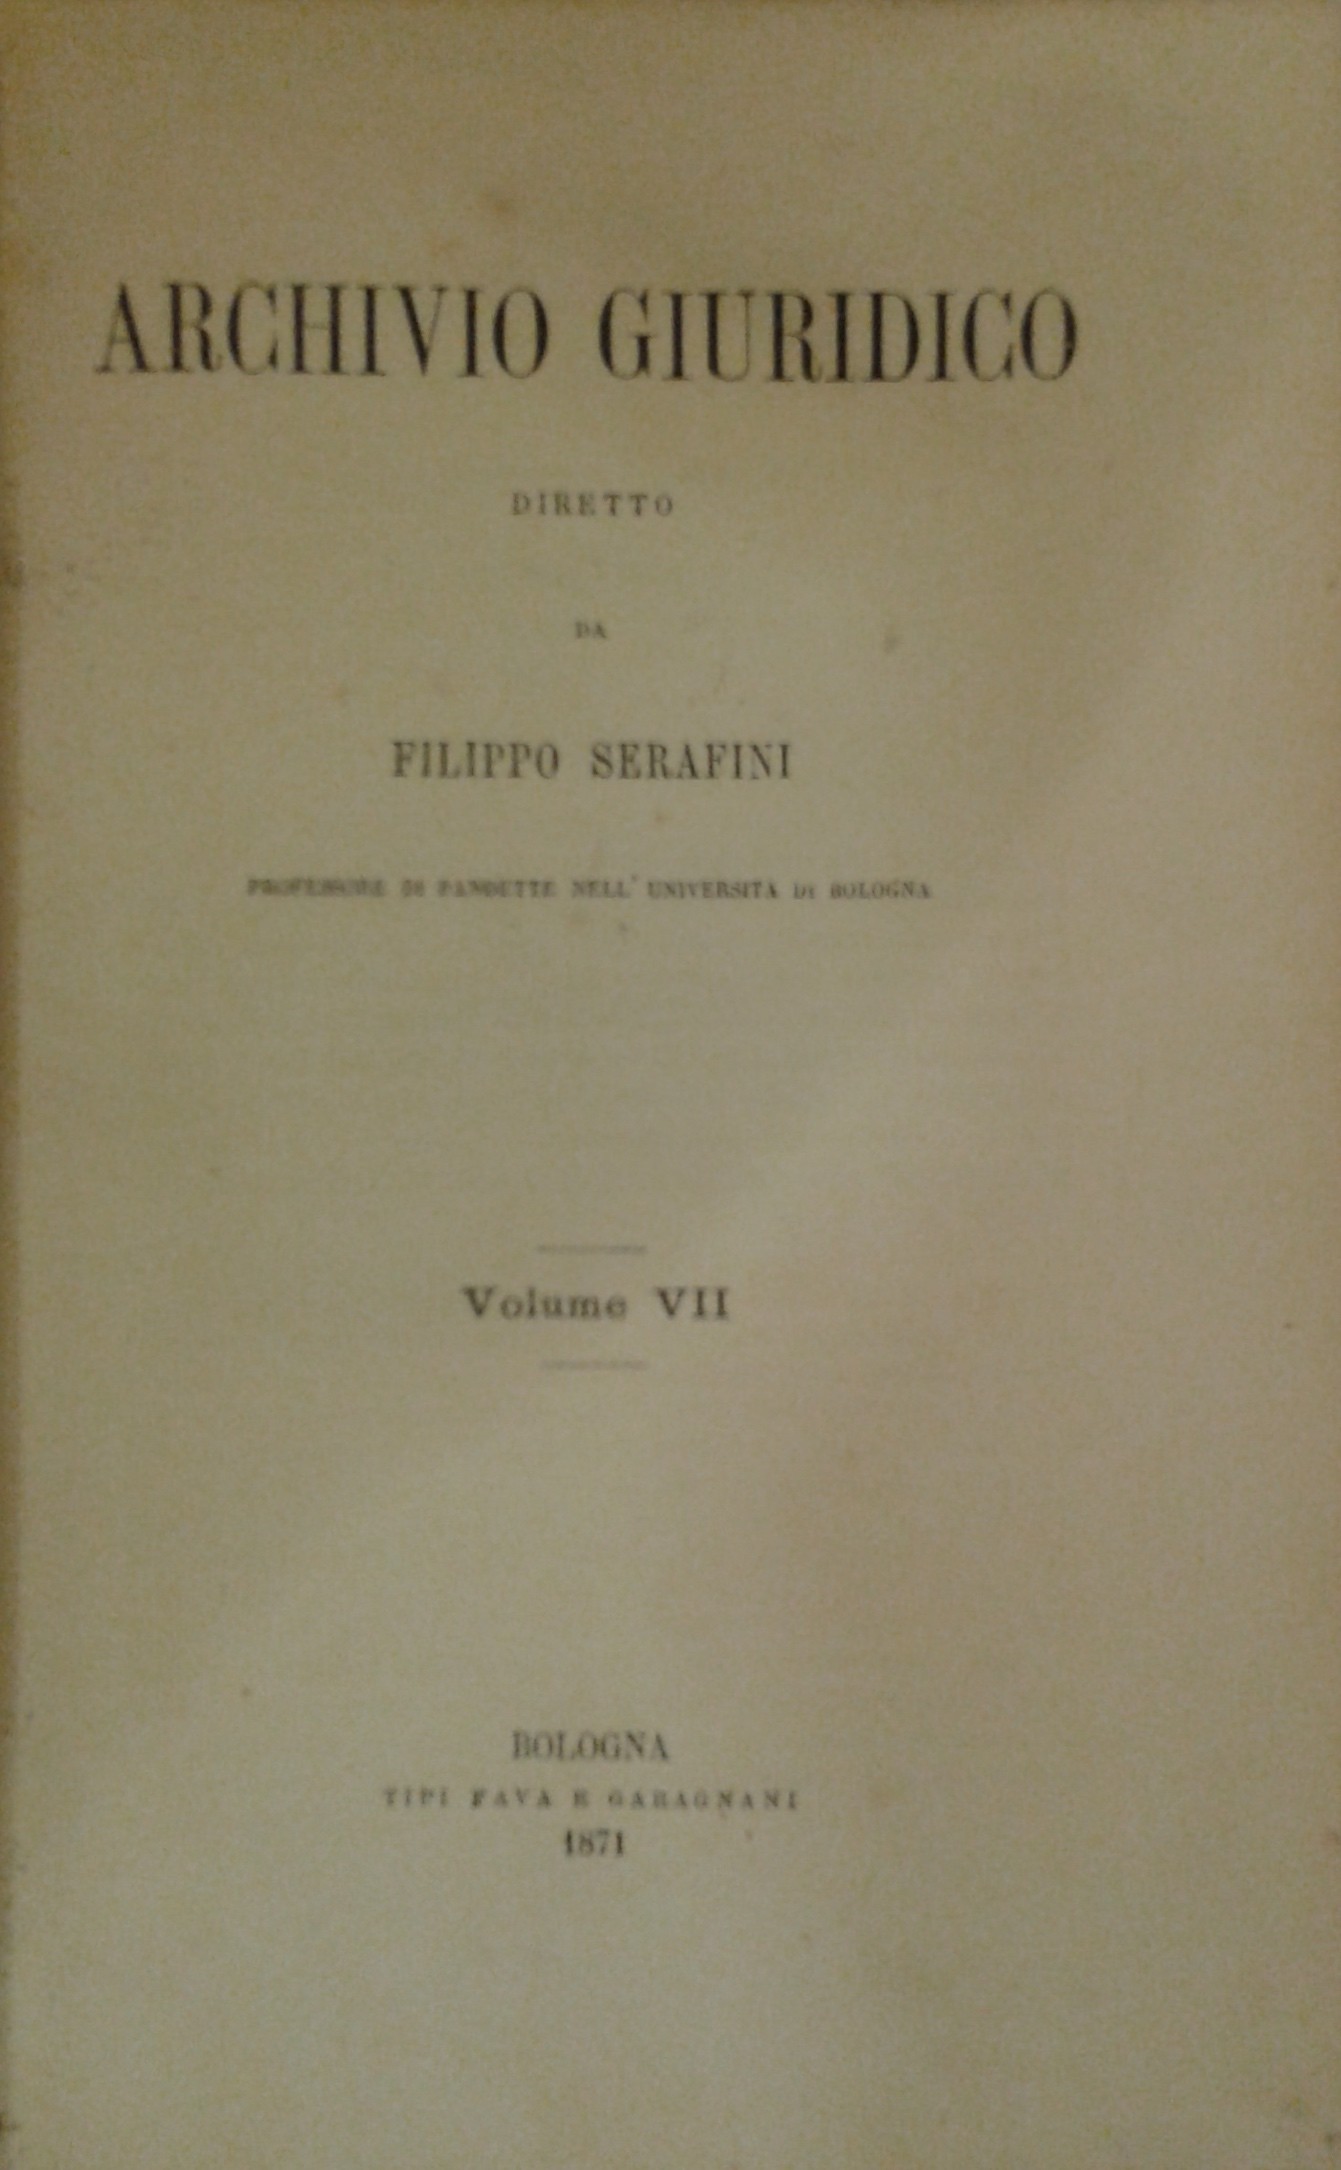 ARCHIVIO GIURIDICO
DIRETTO
DA
FILIPPO SERAFINI
PROFESSORE DI PANDETTE NELL' UNIVERSITÀ DI BOLOGNA
Volume VII
BOLOGNA
TIPI FAVA E GARAGNANI
1871